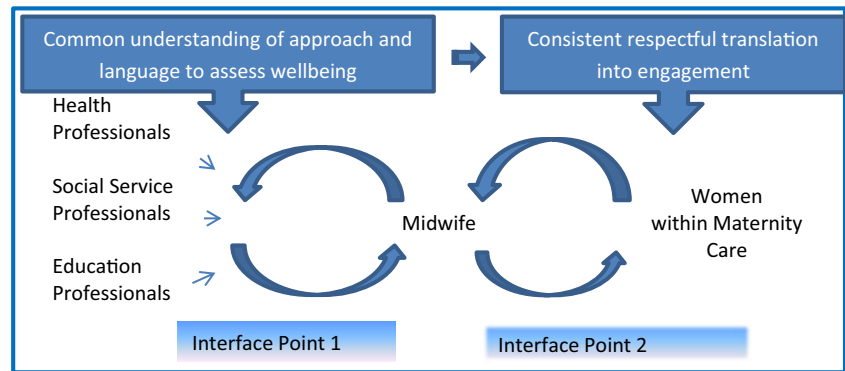 Common understanding of approach and
language to assess wellbeing
Consistent respectful translation
into engagement
Health
Professionals
Social Service
Professionals
Education
Professionals
Midwife
Women
within Maternity
Care
Interface Point 1
Interface Point 2